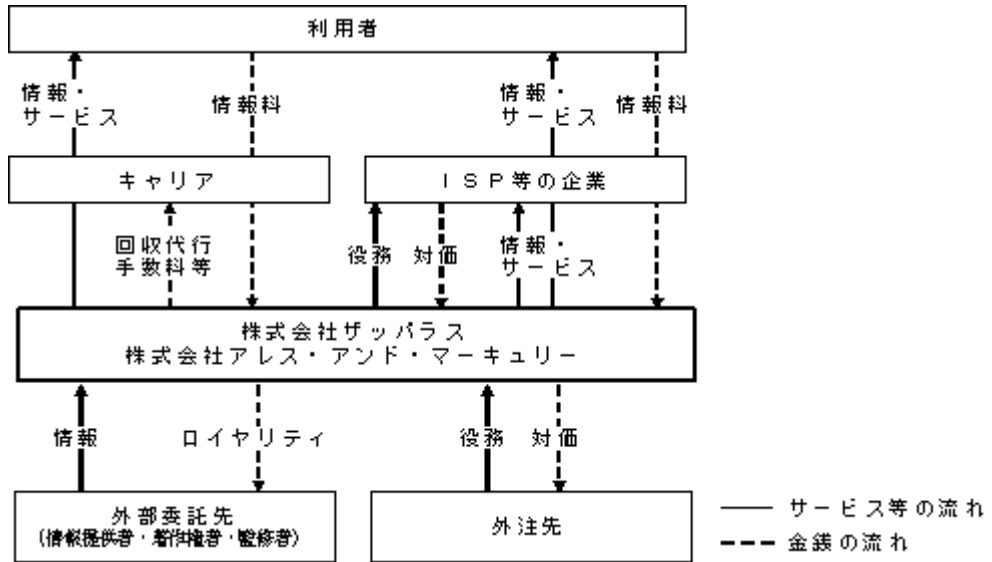 利用者
情報・
サービス
情報料
情報・
サービス
情報料
キャリア
ISP等の企業
回収代行
手数料等
役務
対価
情報・
サービス
株式会社ザッパラス
株式会社アレス・アンド・マーキュリー
情報
ロイヤリティ
役務
対価
外部委託先
(情報提供者・著作権者・監修者)
外注先
サービス等の流れ
金銭の流れ